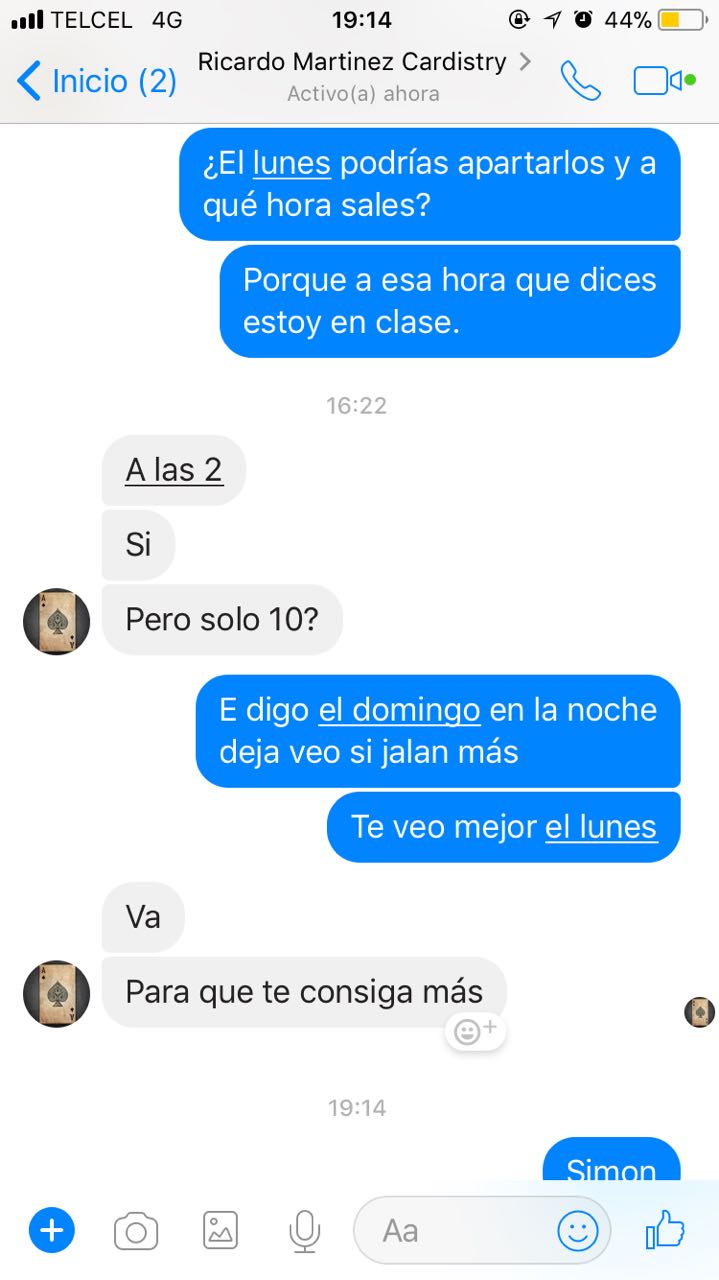 TELCEL 4G 19:14 44%
Inicio (2) Ricardo Martinez Cardistry
Activo(a) ahora
¿El lunes podrías apartarlos y a
qué hora sales?
Porque a esa hora que dices
estoy en clase.
16:22
A las 2
Si
Pero solo 10?
E digo el domingo en la noche
deja veo si jalan más
Te veo mejor el lunes
Va
Para que te consiga más
19:14
Simon
Aa